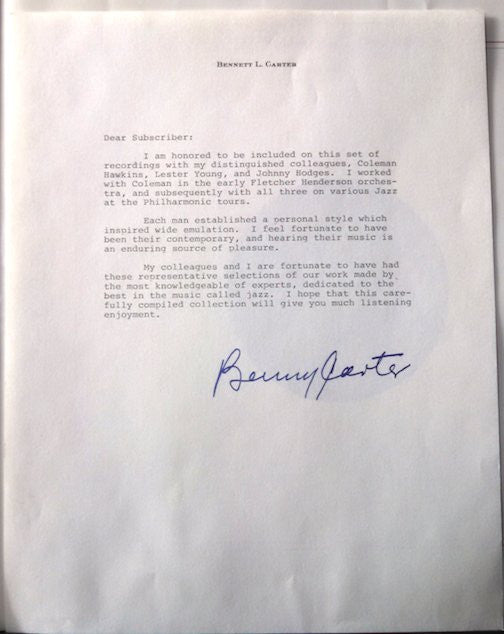 BENNETT L. CARTER
Dear Subscriber:
I am honored to be included on this set of
recordings with my distinguished colleagues, Coleman
Hawkins, Lester Young, and Johnny Hodges. I worked
with Coleman in the early Fletcher Henderson orches-
tra, and subsequently with all three on various Jazz
at the Philharmonic tours.
Each man established a personal style which
inspired wide emulation. I feel fortunate to have
been their contemporary, and hearing their music is
an enduring source of pleasure.
My colleagues and I are fortunate to have had
these representative selections of our work made by
the most knowledgeable of experts, dedicated to the
best in the music called jazz. I hope that this care-
fully compiled collection will give you much listening
enjoyment.
Benny Carter